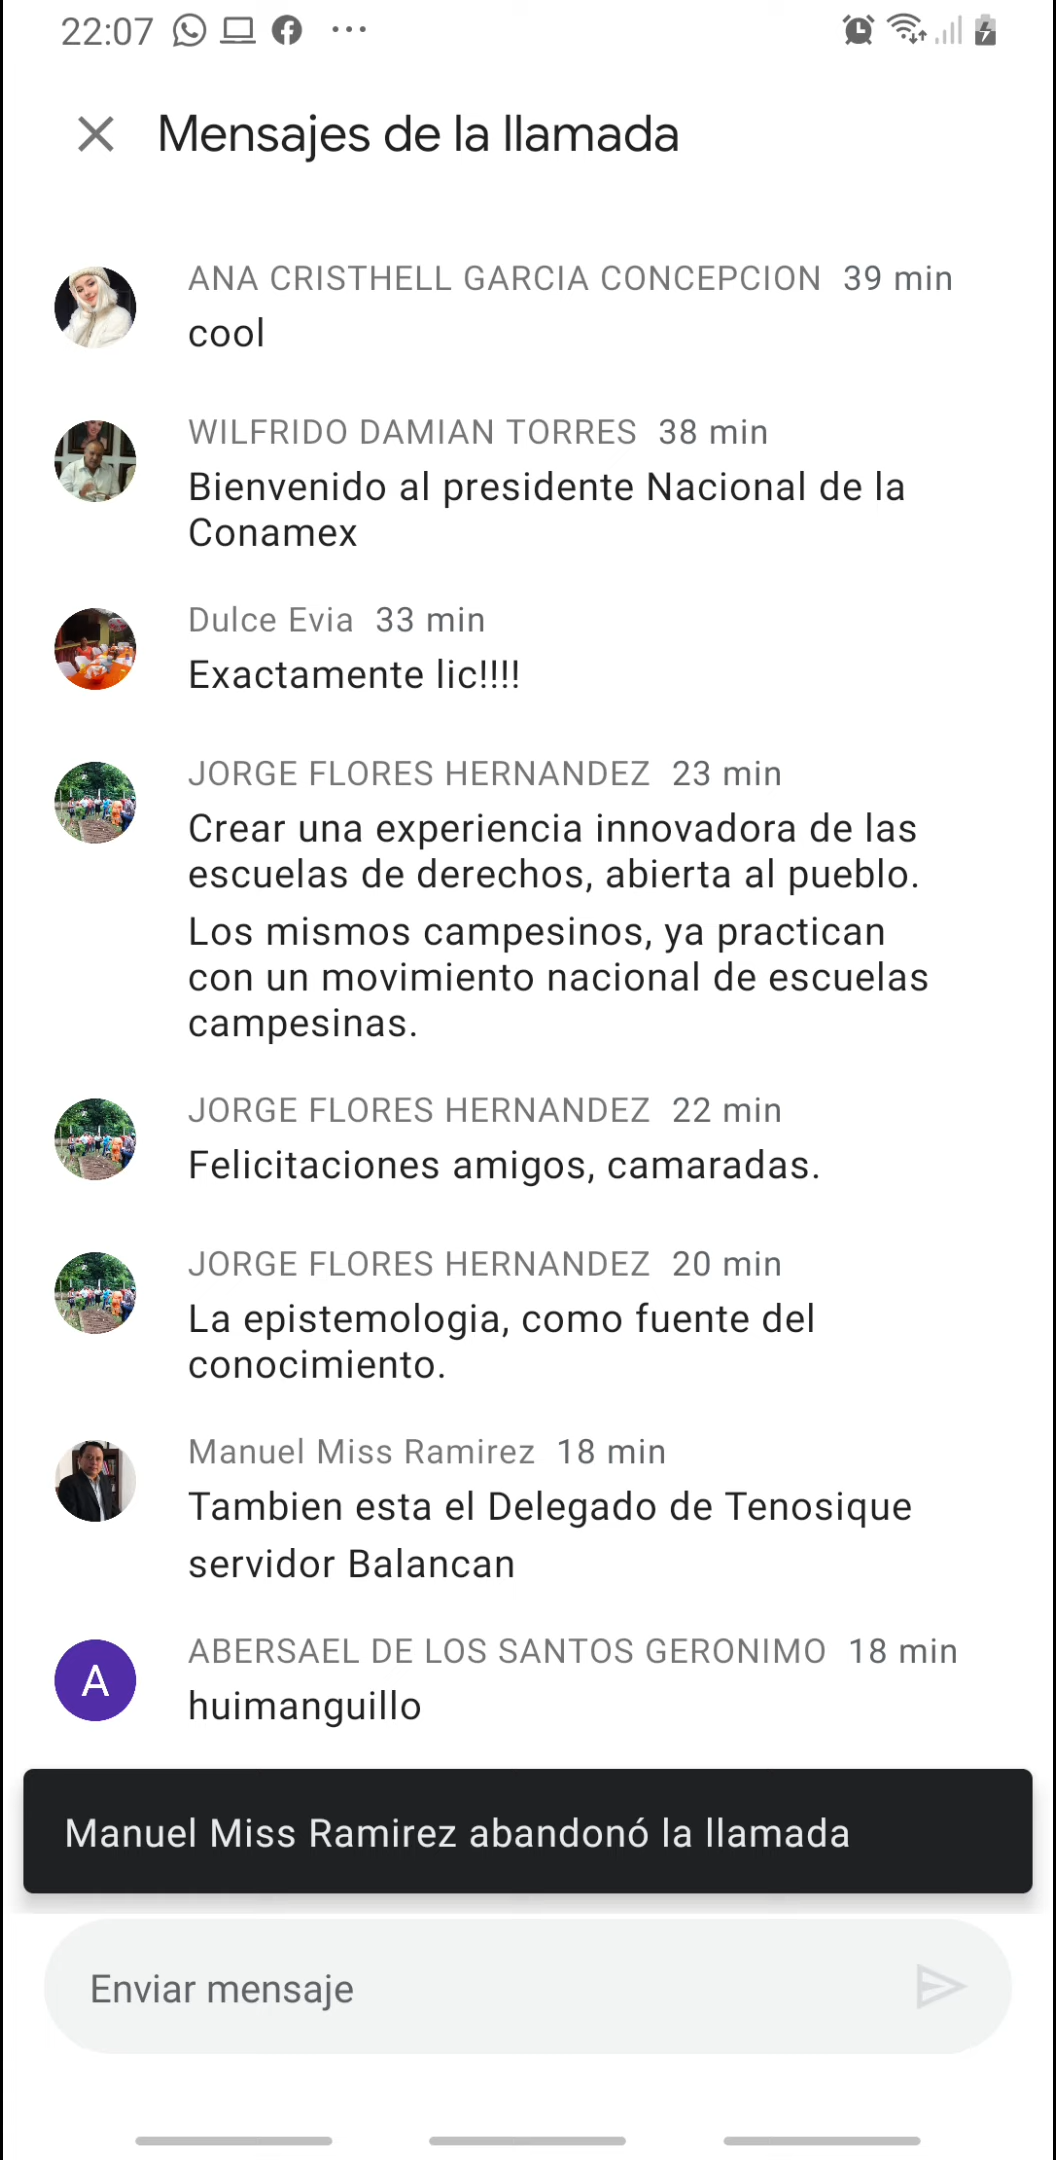 22:07
Mensajes de la llamada
ANA CRISTHELL GARCIA CONCEPCION 39 min
cool
WILFRIDO DAMIAN TORRES 38 min
Bienvenido al presidente Nacional de la
Conamex
Dulce Evia 33 min
Exactamente lic!!!!
JORGE FLORES HERNANDEZ 23 min
Crear una experiencia innovadora de las
escuelas de derechos, abierta al pueblo.
Los mismos campesinos, ya practican
con un movimiento nacional de escuelas
campesinas.
JORGE FLORES HERNANDEZ 22 min
Felicitaciones amigos, camaradas.
JORGE FLORES HERNANDEZ 20 min
La epistemologia, como fuente del
conocimiento.
Manuel Miss Ramirez 18 min
Tambien esta el Delegado de Tenosique
servidor Balancan
A
ABERSAEL DE LOS SANTOS GERONIMO 18 min
huimanguillo
Manuel Miss Ramirez abandonó la llamada
Enviar mensaje